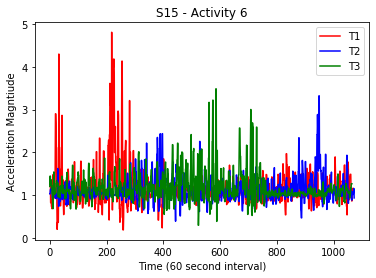 S15 - Activity 6
T1
T2
T3
Acceleration Magntiude
5
4
3
2
1
0
0 200 400 600 800 1000
Time (60 second interval)